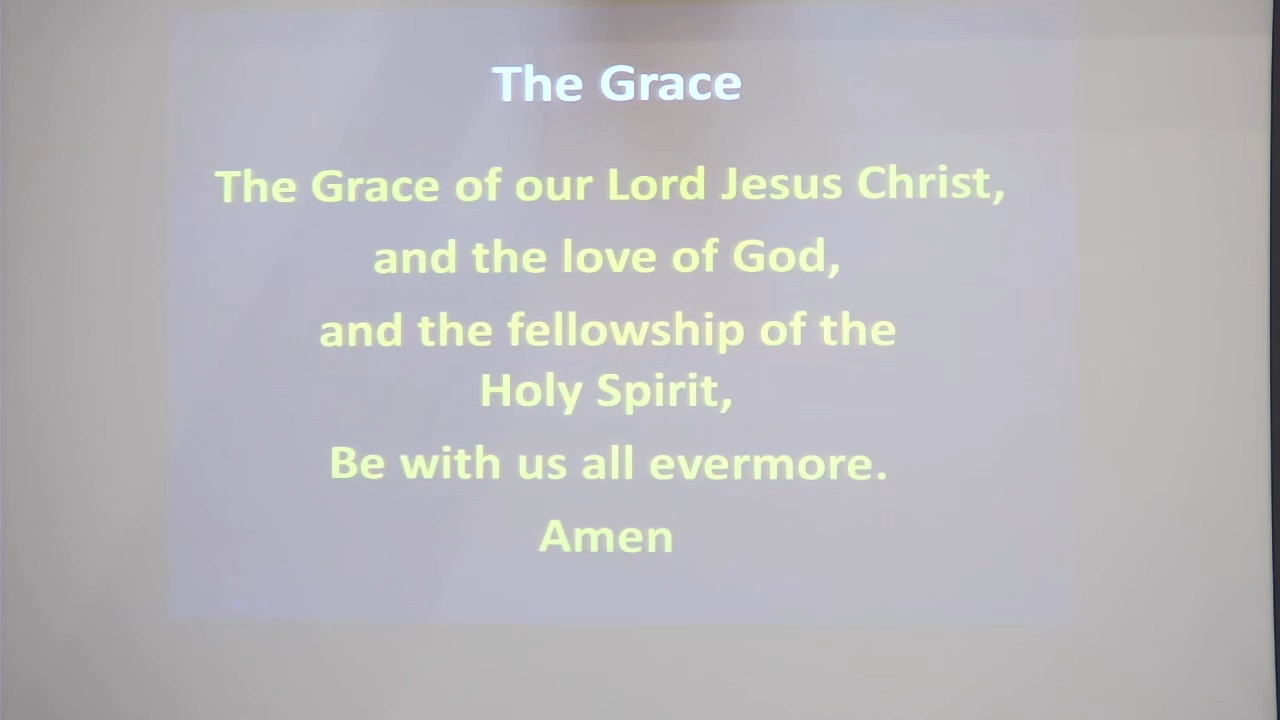 The Grace
The Grace of our Lord Jesus Christ,
and the love of God,
and the fellowship of the
Holy Spirit,
Be with us all evermore.
Amen